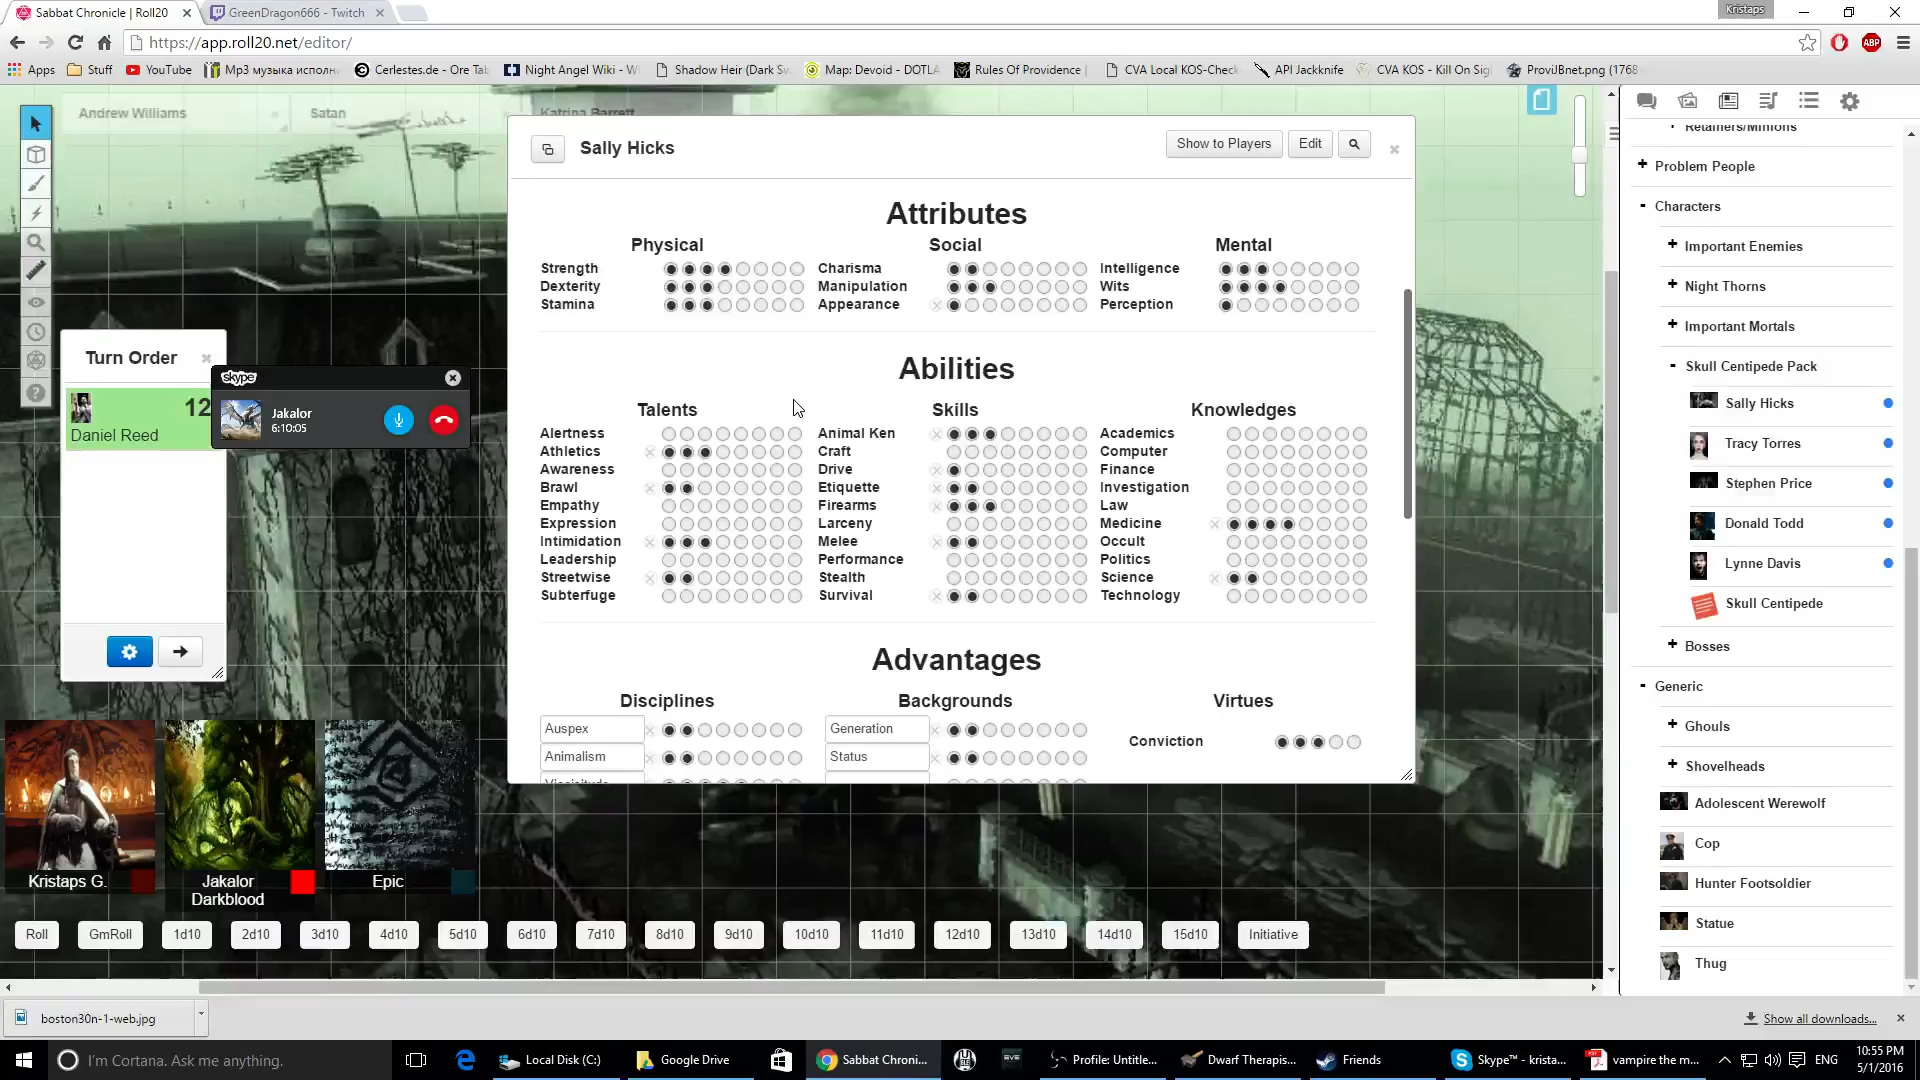 Sabbat Chronicle | Roll20
GreenDragon666 - Twitch
Kristaps
https://app.roll20.net/editor/
Apps
Stuff
YouTube
Mp3 музыка исполни
Cerlestes.de - Ore Tab
Night Angel Wiki - W
Shadow Heir (Dark Sw
Map: Devoid - DOTLA
Rules Of Providence |
CVA Local KOS-Check
API Jackknife
CVA KOS - Kill On Sig
ProviJBnet.png (1768
ABP
Andrew Williams
Satan
Katrina Barrett
Sally Hicks
Show to Players
Edit
Attributes
Physical
Social
Mental
Strength
Charisma
Intelligence
Dexterity
Manipulation
Wits
Stamina
Appearance
Perception
Abilities
Talents
Skills
Knowledges
Alertness
Animal Ken
Academics
Athletics
Craft
Computer
Awareness
Drive
Finance
Brawl
Etiquette
Investigation
Empathy
Firearms
Law
Expression
Larceny
Medicine
Intimidation
Melee
Occult
Leadership
Performance
Politics
Streetwise
Stealth
Science
Subterfuge
Survival
Technology
Advantages
Disciplines
Backgrounds
Virtues
Auspex
Generation
Conviction
Animalism
Status
Vicissitude
Turn Order
12
Daniel Reed
skype
Jakalor
6:10:05
Kristaps G.
Jakalor
Darkblood
Epic
Roll
GmRoll
1d10
2d10
3d10
4d10
5d10
6d10
7d10
8d10
9d10
10d10
11d10
12d10
13d10
14d10
15d10
Initiative
Retainers/Minions
Problem People
Characters
Important Enemies
Night Thorns
Important Mortals
Skull Centipede Pack
Sally Hicks
Tracy Torres
Stephen Price
Donald Todd
Lynne Davis
Skull Centipede
Bosses
Generic
Ghouls
Shovelheads
Adolescent Werewolf
Cop
Hunter Footsoldier
Statue
Thug
boston30n-1-web.jpg
Show all downloads...
I'm Cortana. Ask me anything.
Local Disk (C:)
Google Drive
Sabbat Chroni...
EVE
Profile: Untitle...
Dwarf Therapis...
Friends
Skype™ - krista...
vampire the m...
ENG
10:55 PM
5/1/2016